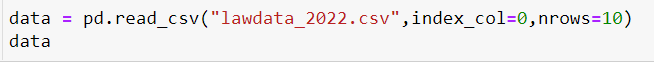 data = pd.read_csv("lawdata_2022.csv",index_col=0,nrows=10)
data